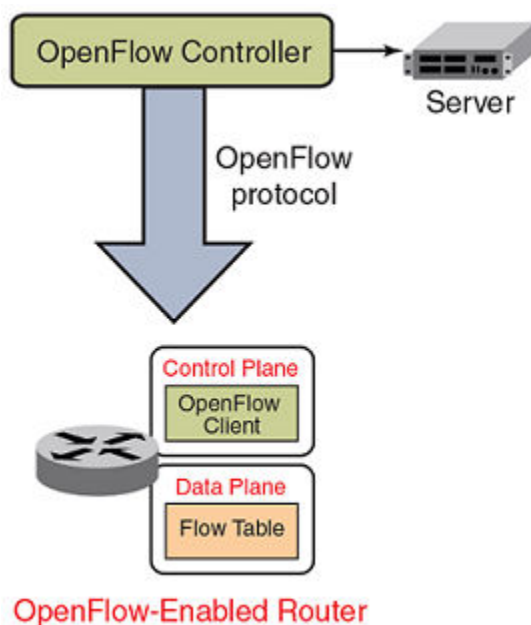 OpenFlow Controller
Server
OpenFlow
protocol
Control Plane
OpenFlow
Client
Data Plane
Flow Table
OpenFlow-Enabled Router